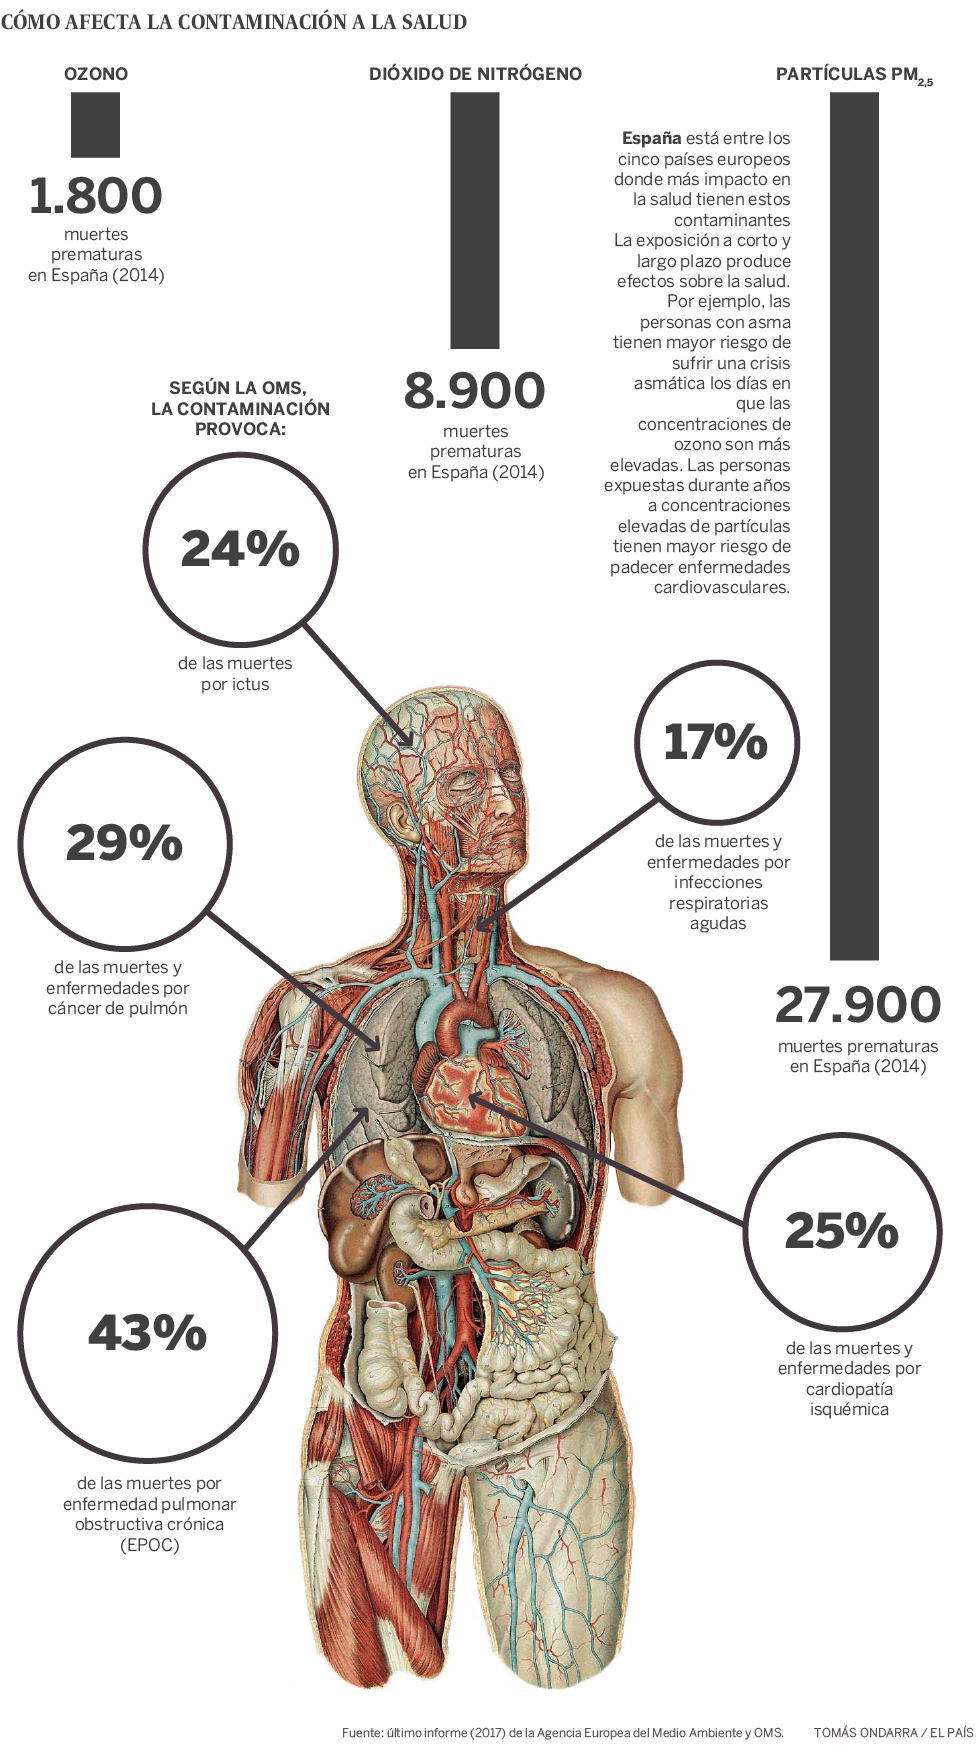 CÓMO AFECTA LA CONTAMINACIÓN A LA SALUD
OZONO
1.800
muertes
prematuras
en España (2014)
DIÓXIDO DE NITRÓGENO
8.900
muertes
prematuras
en España (2014)
PARTÍCULAS PM2,5
27.900
muertes prematuras
en España (2014)
España está entre los
cinco países europeos
donde más impacto en
la salud tienen estos
contaminantes
La exposición a corto y
largo plazo produce
efectos sobre la salud.
Por ejemplo, las
personas con asma
tienen mayor riesgo de
sufrir una crisis
asmática los días en
que las
concentraciones de
ozono son más
elevadas. Las personas
expuestas durante años
a concentraciones
elevadas de partículas
tienen mayor riesgo de
padecer enfermedades
cardiovasculares.
SEGÚN LA OMS,
LA CONTAMINACIÓN
PROVOCA:
24%
de las muertes
por ictus
17%
de las muertes y
enfermedades por
infecciones
respiratorias
agudas
29%
de las muertes y
enfermedades por
cáncer de pulmón
25%
de las muertes y
enfermedades por
cardiopatía
isquémica
43%
de las muertes por
enfermedad pulmonar
obstructiva crónica
(EPOC)
Fuente: último informe (2017) de la Agencia Europea del Medio Ambiente y OMS.
TOMÁS ONDARRA / EL PAÍS